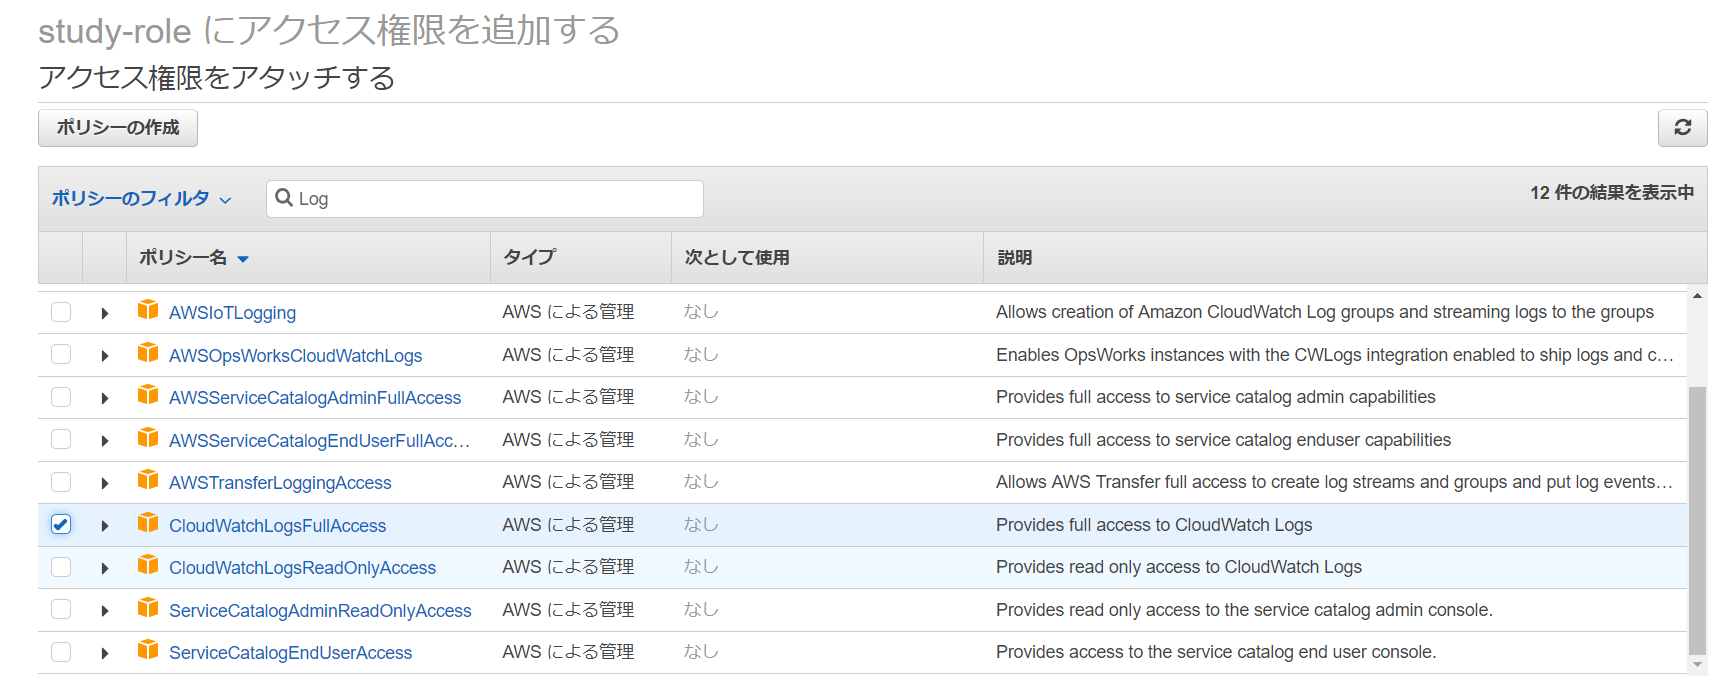 study-role にアクセス権限を追加する
アクセス権限をアタッチする
ポリシーの作成
ポリシーのフィルタ Log 12 件の結果を表示中
ポリシー名 タイプ 次として使用 説明
AWSIoTLogging AWS による管理 なし Allows creation of Amazon CloudWatch Log groups and streaming logs to the groups
AWSOpsWorksCloudWatchLogs AWS による管理 なし Enables OpsWorks instances with the CWLogs integration enabled to ship logs and c…
AWSServiceCatalogAdminFullAccess AWS による管理 なし Provides full access to service catalog admin capabilities
AWSServiceCatalogEndUserFullAcc… AWS による管理 なし Provides full access to service catalog enduser capabilities
AWSTransferLoggingAccess AWS による管理 なし Allows AWS Transfer full access to create log streams and groups and put log events…
CloudWatchLogsFullAccess AWS による管理 なし Provides full access to CloudWatch Logs
CloudWatchLogsReadOnlyAccess AWS による管理 なし Provides read only access to CloudWatch Logs
ServiceCatalogAdminReadOnlyAccess AWS による管理 なし Provides read only access to the service catalog admin console.
ServiceCatalogEndUserAccess AWS による管理 なし Provides access to the service catalog end user console.